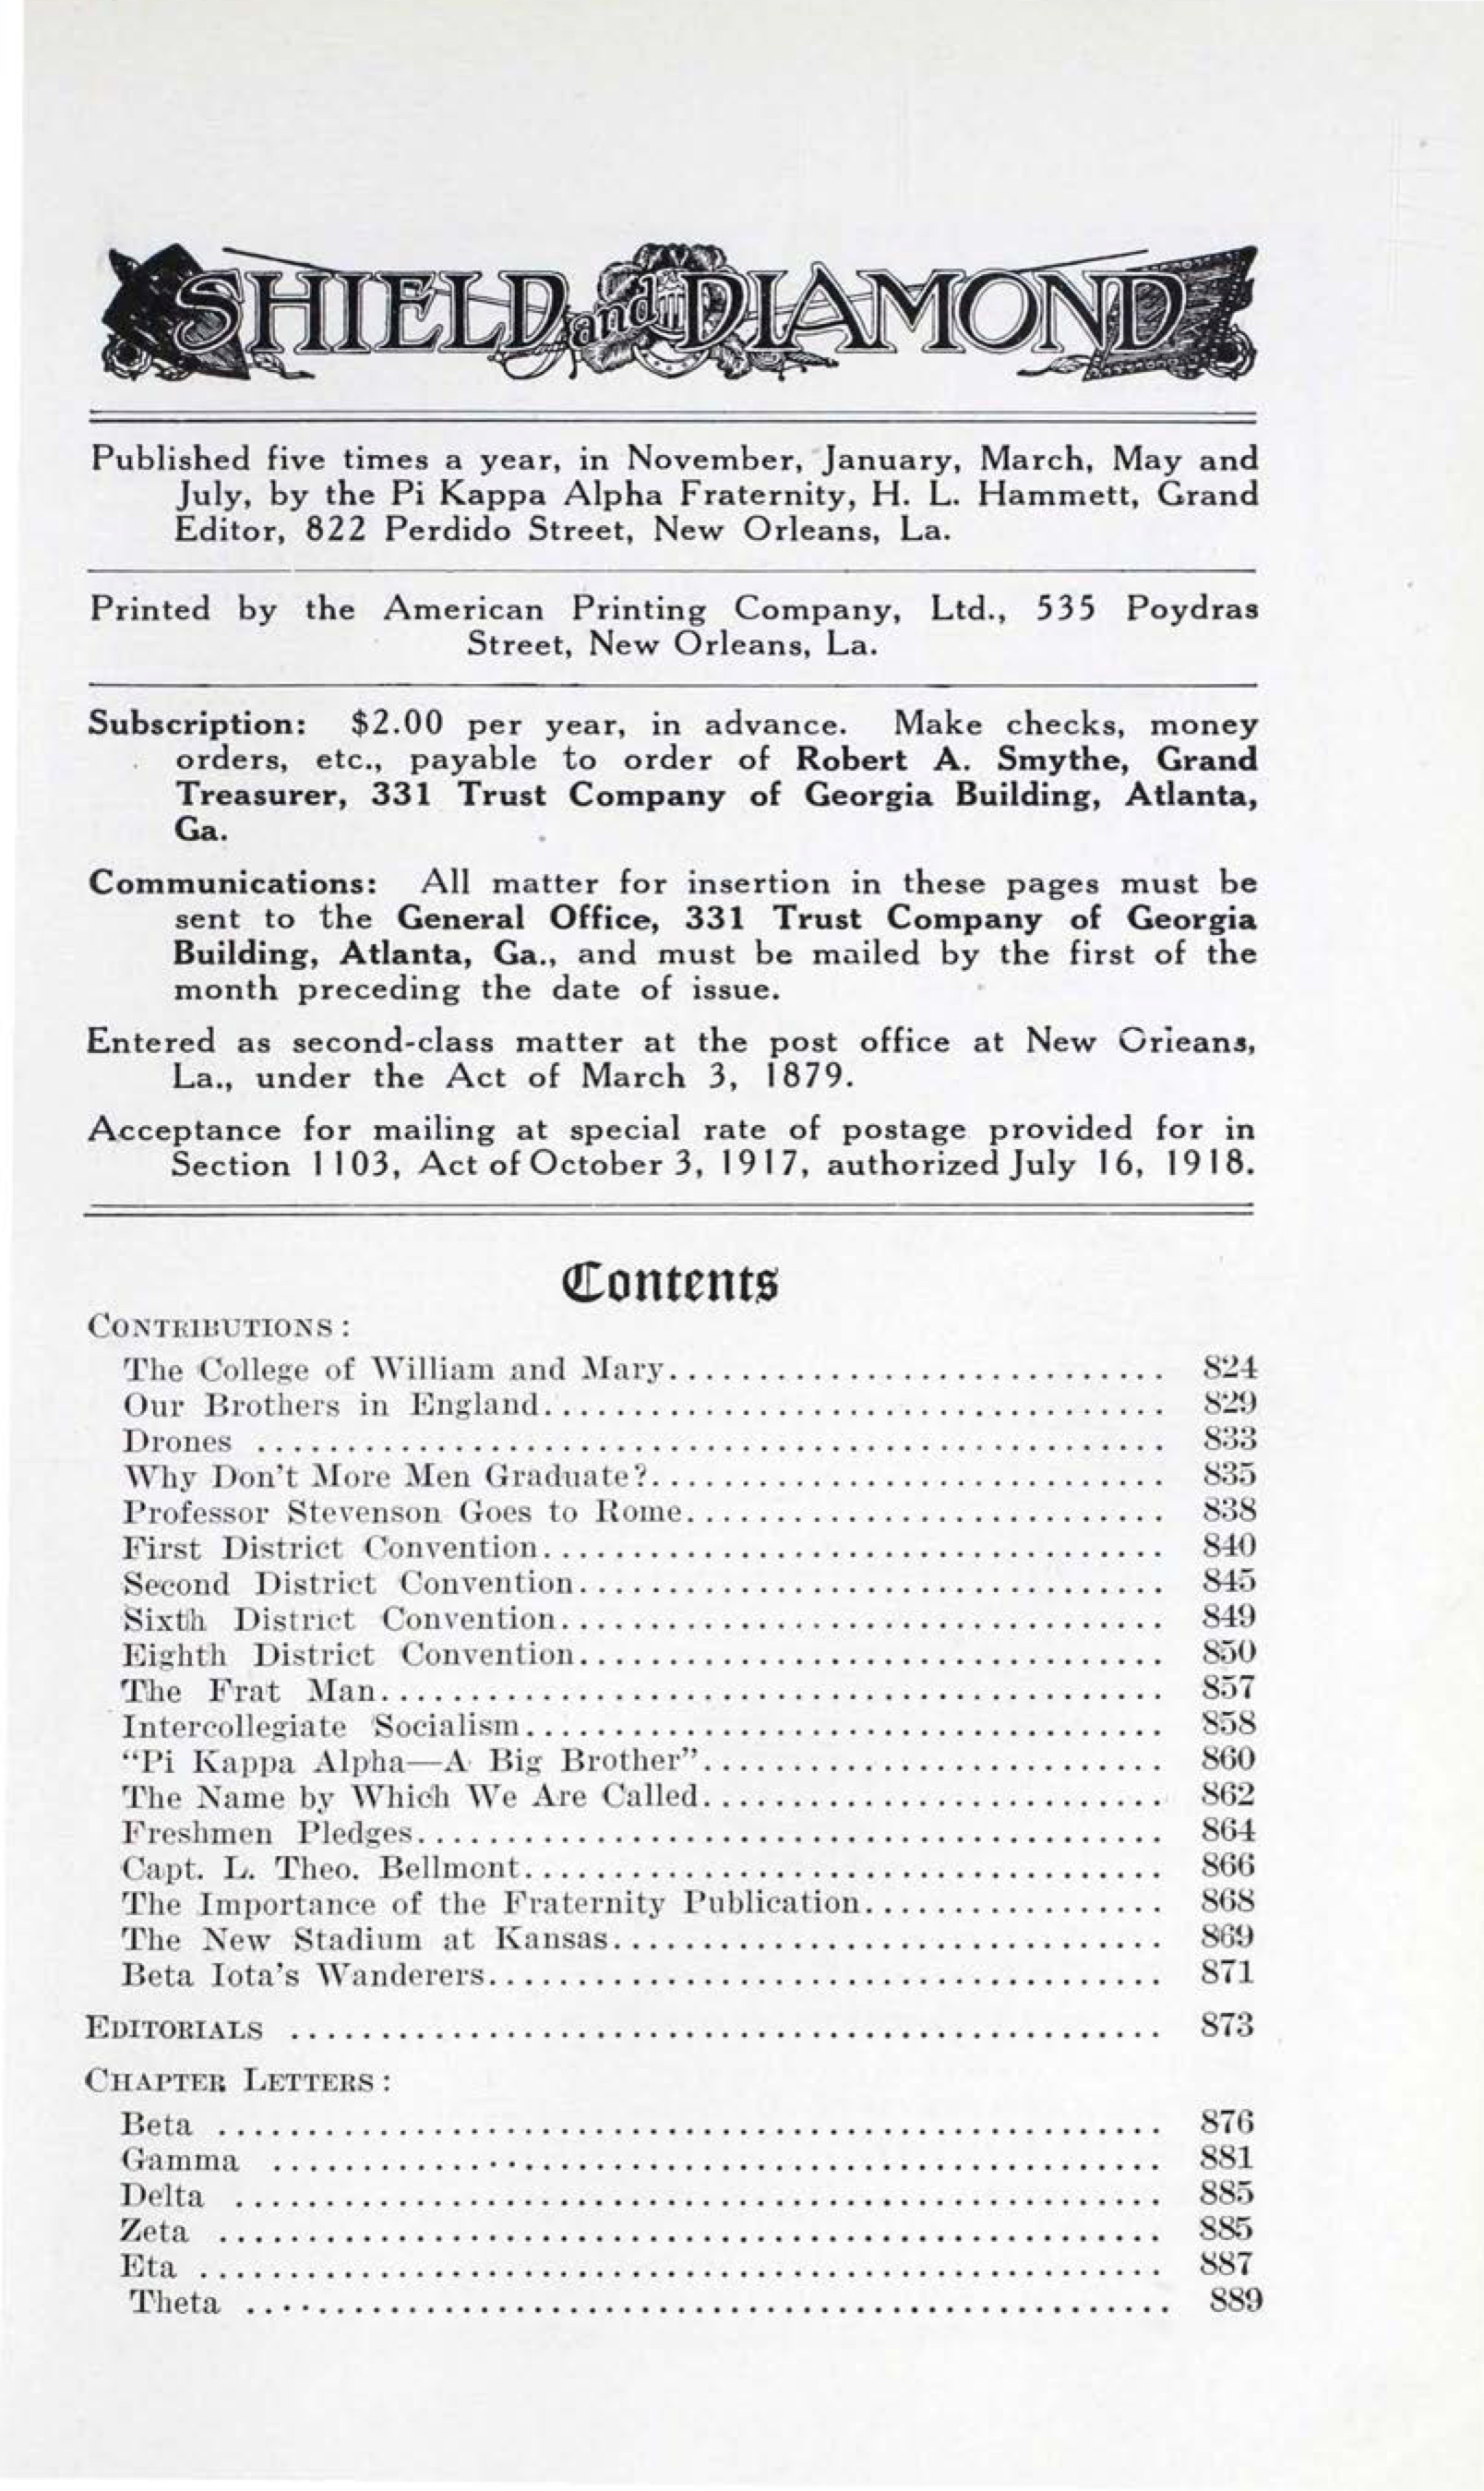 SHIELD and DIAMOND
Published five times a year, in November, January, March, May and
July, by the Pi Kappa Alpha Fraternity, H. L. Hammett, Grand
Editor, 822 Perdido Street, New Orleans, La.
Printed by the American Printing Company, Ltd., 535 Poydras
Street, New Orleans, La.
Subscription: $2.00 per year, in advance. Make checks, money
orders, etc., payable to order of Robert A. Smythe, Grand
Treasurer, 331 Trust Company of Georgia Building, Atlanta,
Ga.
Communications: All matter for insertion in these pages must be
sent to the General Office, 331 Trust Company of Georgia
Building, Atlanta, Ga., and must be mailed by the first of the
month preceding the date of issue.
Entered as second-class matter at the post office at New Orleans,
La., under the Act of March 3, 1879.
Acceptance for mailing at special rate of postage provided for in
Section 1103, Act of October 3, 1917, authorized July 16, 1918.
Contents
CONTRIBUTIONS:
The College of William and Mary............................ 824
Our Brothers in England................................... 829
Drones ................................................... 833
Why Don't More Men Graduate?............................. 835
Professor Stevenson Goes to Rome........................... 838
First District Convention................................... 840
Second District Convention................................. 845
Sixth District Convention.................................. 849
Eighth District Convention................................. 850
The Frat Man............................................ 857
Intercollegiate Socialism.................................... 858
"Pi Kappa Alpha—A Big Brother".......................... 860
The Name by Which We Are Called.......................... 862
Freshmen Pledges.......................................... 864
Capt. L. Theo. Bellmont.................................... 866
The Importance of the Fraternity Publication................. 868
The New Stadium at Kansas............................... 869
Beta Iota's Wanderers...................................... 871
EDITORIALS ................................................. 873
CHAPTER LETTERS:
Beta ..................................................... 876
Gamma .................................................. 881
Delta .................................................... 885
Zeta ..................................................... 885
Eta ...................................................... 887
Theta .................................................... 889